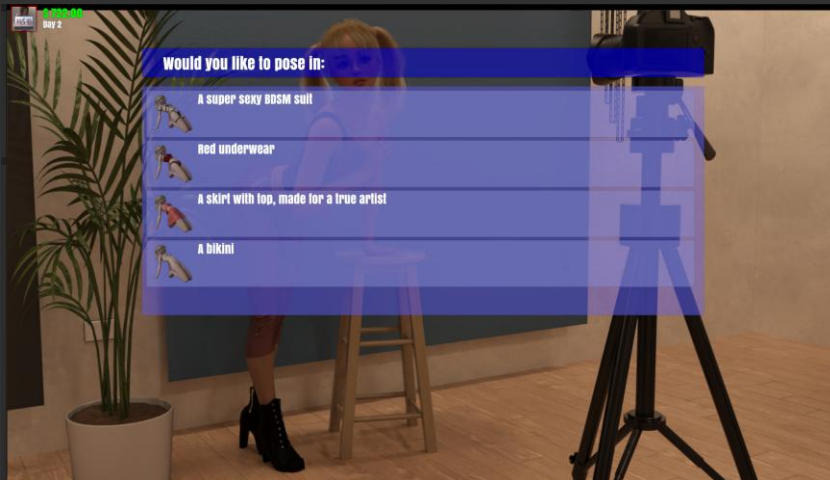 Day 2
Would you like to pose in:
A super sexy BDSM suit
Red underwear
A skirt with top, made for a true artist
A bikini